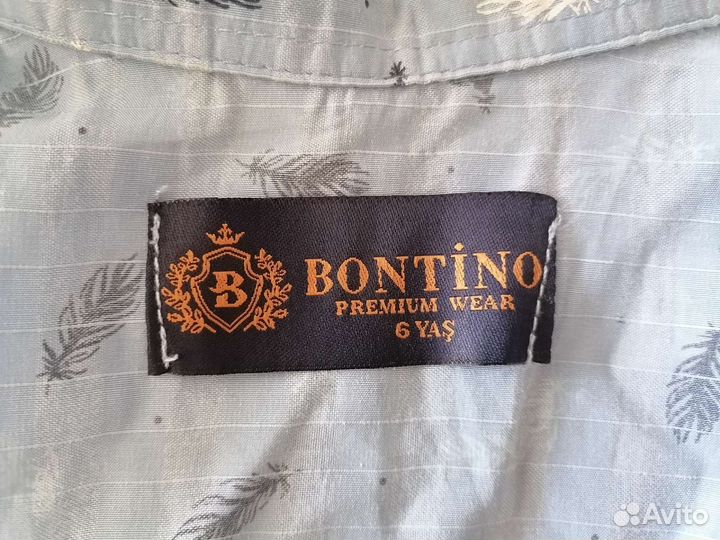 B
BONTİNO
PREMIUM WEAR
6 YAŞ
Avito